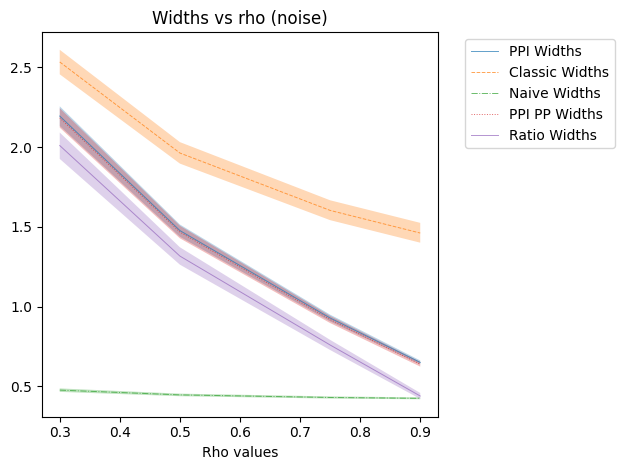 Widths vs rho (noise)
PPI Widths
Classic Widths
Naive Widths
PPI PP Widths
Ratio Widths
2.5
2.0
1.5
1.0
0.5
0.3 0.4 0.5 0.6 0.7 0.8 0.9
Rho values